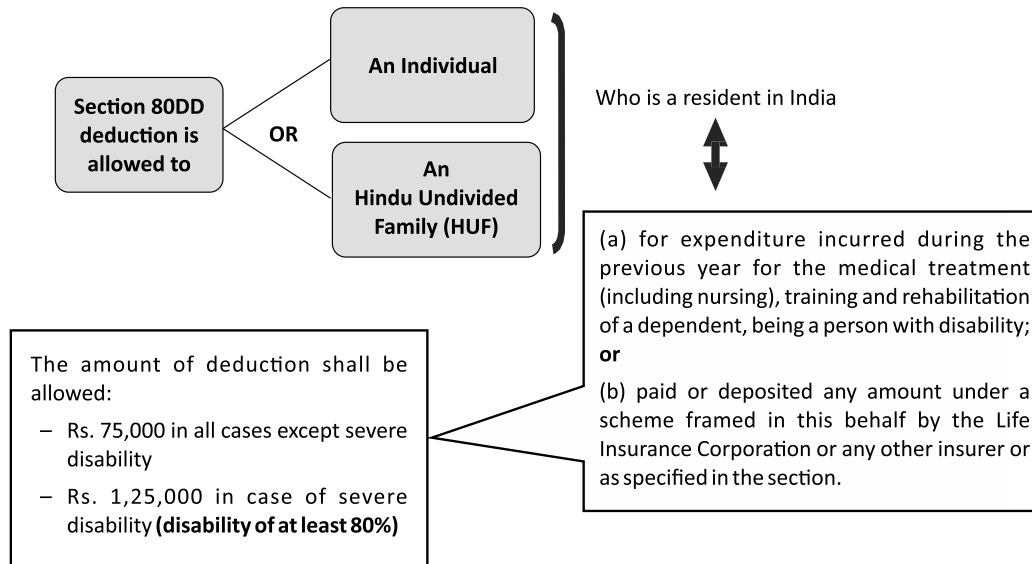 Section 80DD
deduction is
allowed to
OR
An Individual
An
Hindu Undivided
Family (HUF)
Who is a resident in India
(a) for expenditure incurred during the
previous year for the medical treatment
(including nursing), training and rehabilitation
of a dependent, being a person with disability;
or
(b) paid or deposited any amount under a
scheme framed in this behalf by the Life
Insurance Corporation or any other insurer or
as specified in the section.
The amount of deduction shall be
allowed:
– Rs. 75,000 in all cases except severe
disability
– Rs. 1,25,000 in case of severe
disability (disability of at least 80%)